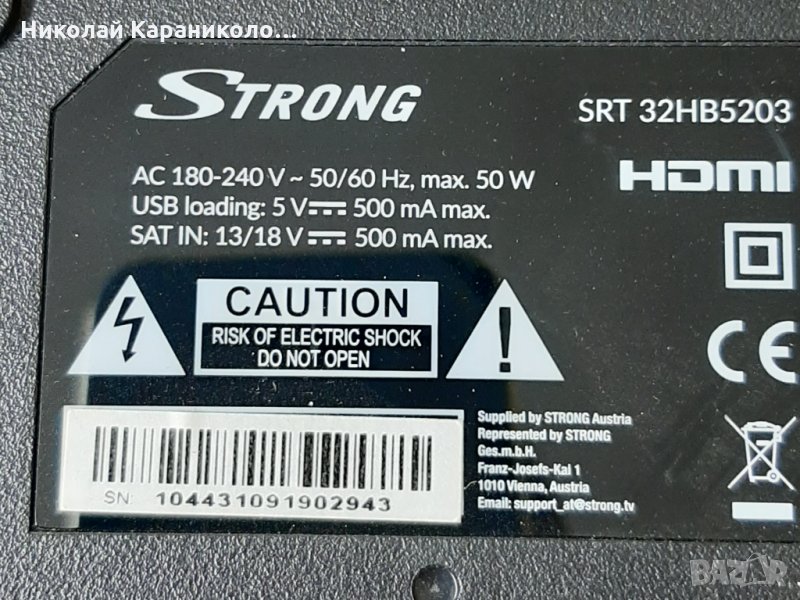 Николай Караниколо...
STRONG
SRT 32HB5203
AC 180-240 V ~ 50/60 Hz, max. 50 W
USB loading: 5 V⎓ 500 mA max.
SAT IN: 13/18 V⎓ 500 mA max.
HDMI
CAUTION
RISK OF ELECTRIC SHOCK
DO NOT OPEN
CE
Supplied by STRONG Austria
Represented by STRONG
Ges.m.b.H.
Franz-Josefs-Kai 1
1010 Vienna, Austria
Email: support_at@strong.tv
SN: 104431091902943
BAZAR